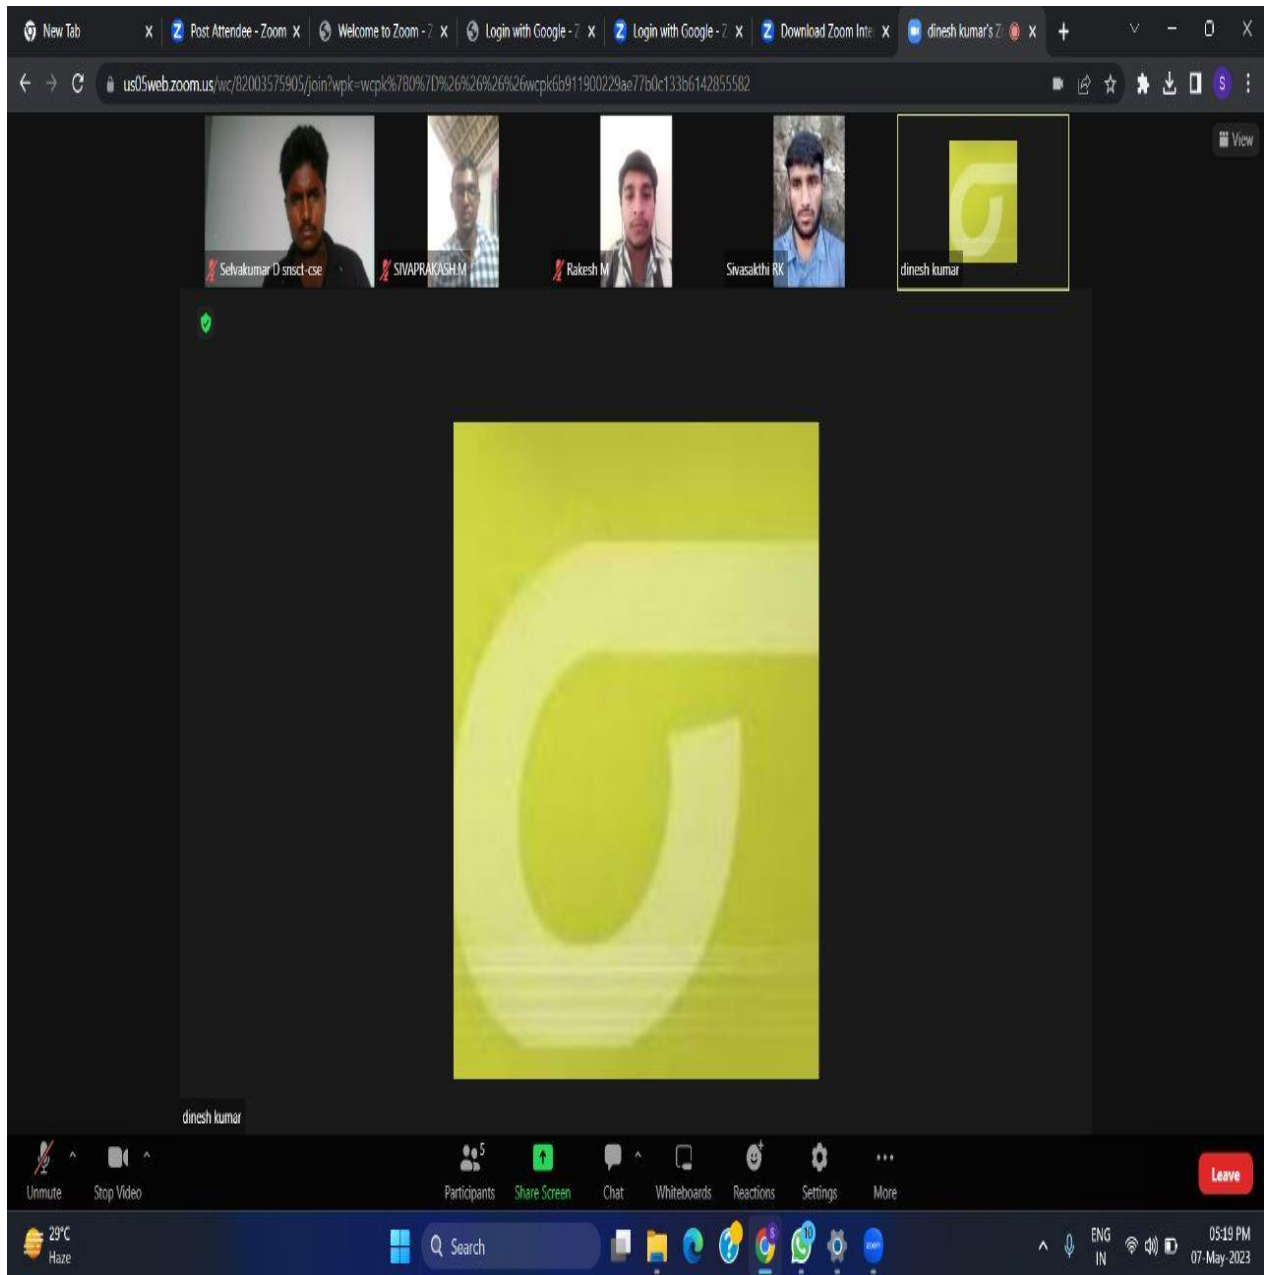 New Tab
Post Attendee - Zoom
Welcome to Zoom - Z
Login with Google - Z
Login with Google - Z
Download Zoom Inte
dinesh kumar's Z
us05web.zoom.us/wc/82003575905/join?wpk=wcpk%7B0%7D%26%26%26%26wcpk6b911900229ae77b0c133b6142855582
S
View
Selvakumar D snsct-cse
SIVAPRAKASH.M
Rakesh M
Sivasakthi RK
dinesh kumar
dinesh kumar
5
Unmute
Stop Video
Participants
Share Screen
Chat
Whiteboards
Reactions
Settings
More
Leave
29°C
Haze
Search
S
10
zoom
ENG
IN
05:19 PM
07-May-2023